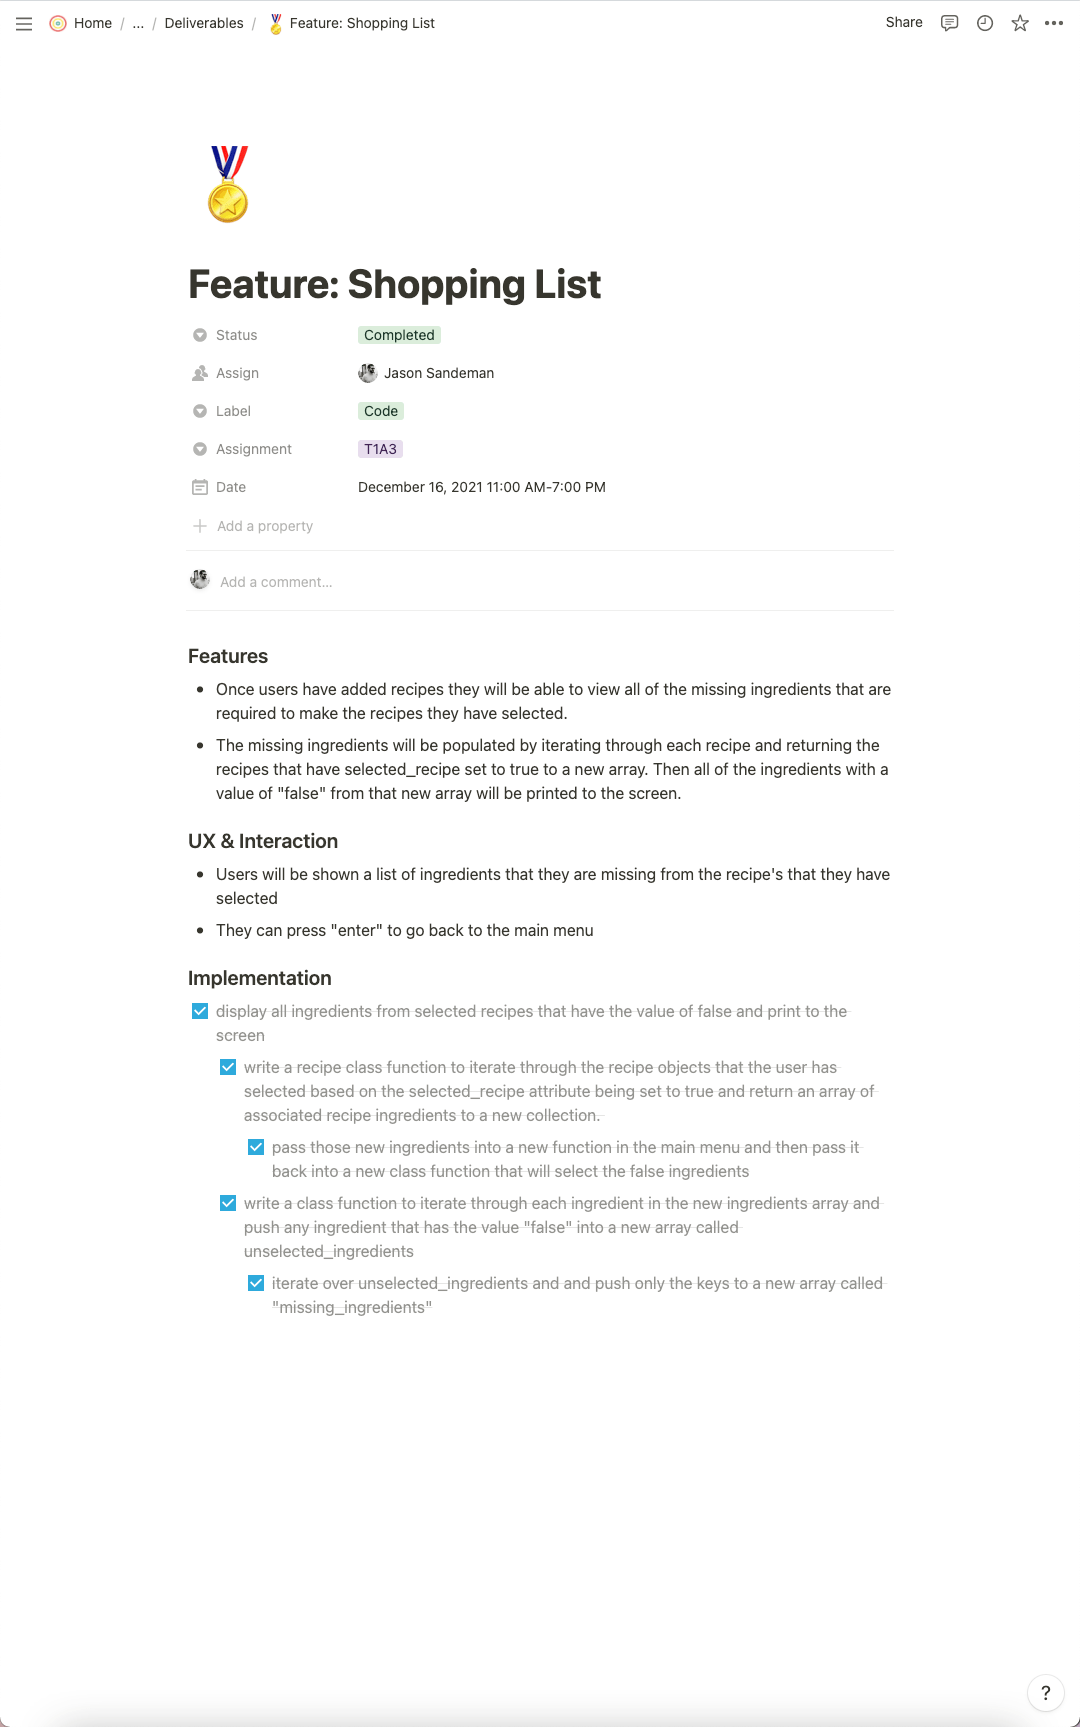 Home / ... / Deliverables / Feature: Shopping List
Share
Feature: Shopping List
Status Completed
Assign Jason Sandeman
Label Code
Assignment T1A3
Date December 16, 2021 11:00 AM-7:00 PM
Add a property
Add a comment...
Features
• Once users have added recipes they will be able to view all of the missing ingredients that are
required to make the recipes they have selected.
• The missing ingredients will be populated by iterating through each recipe and returning the
recipes that have selected_recipe set to true to a new array. Then all of the ingredients with a
value of "false" from that new array will be printed to the screen.
UX & Interaction
• Users will be shown a list of ingredients that they are missing from the recipe's that they have
selected
• They can press "enter" to go back to the main menu
Implementation
display all ingredients from selected recipes that have the value of false and print to the
screen
write a recipe class function to iterate through the recipe objects that the user has
selected based on the selected_recipe attribute being set to true and return an array of
associated recipe ingredients to a new collection.
pass those new ingredients into a new function in the main menu and then pass it
back into a new class function that will select the false ingredients
write a class function to iterate through each ingredient in the new ingredients array and
push any ingredient that has the value "false" into a new array called
unselected_ingredients
iterate over unselected_ingredients and and push only the keys to a new array called
"missing_ingredients"
?